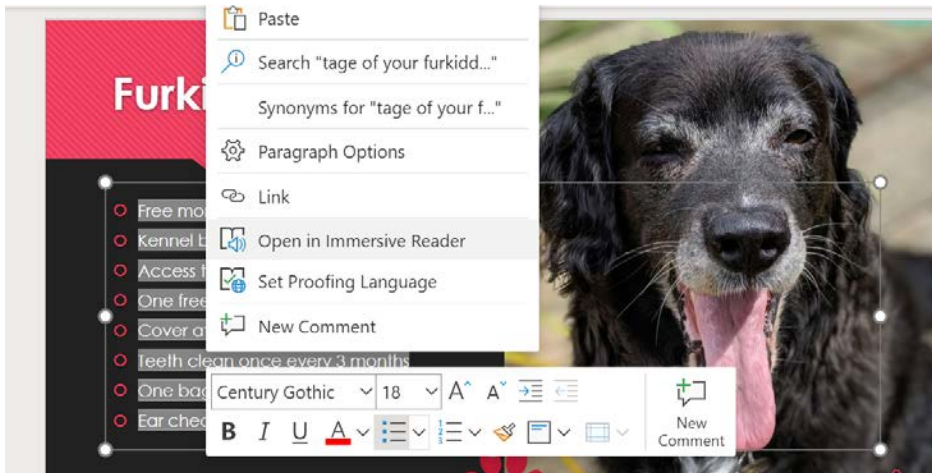 Paste
Furki
Search "tage of your furkidd..."
Synonyms for "tage of your f..."
Paragraph Options
Link
Free mo
Open in Immersive Reader
Kennel b
Access t
Set Proofing Language
One free
New Comment
Cover a
Teeth clean once every 3 months
One bag
Century Gothic 18 A A
Ear chec
B I U A
New
Comment